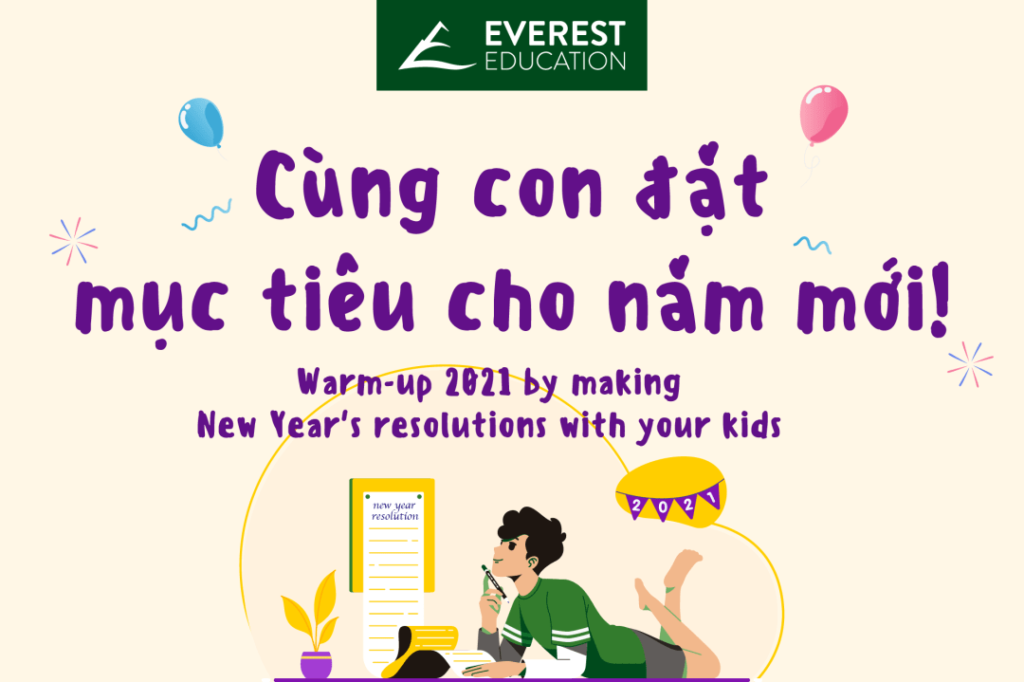 EVEREST
EDUCATION
Cùng con đặt
mục tiêu cho năm mới!
Warm-up 2021 by making
New Year's resolutions with your kids
new year
resolution
2021